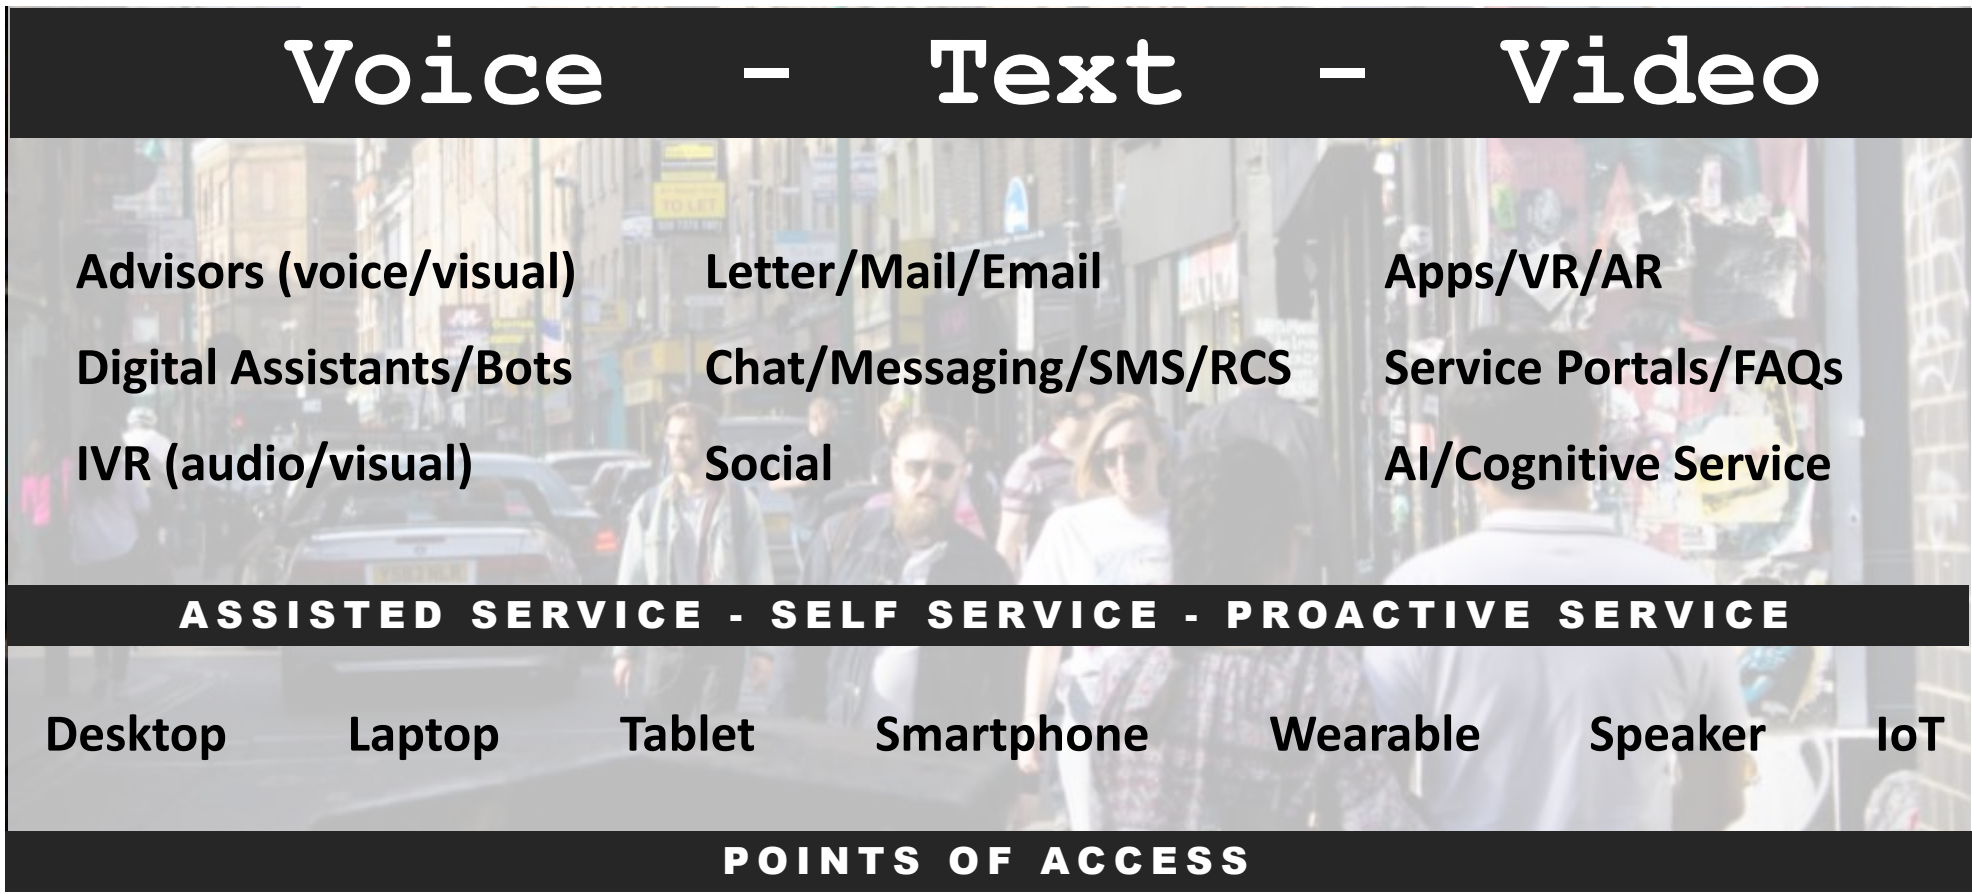 Voice - Text - Video
TO LET
Advisors (voice/visual) Letter/Mail/Email Apps/VR/AR
Digital Assistants/Bots Chat/Messaging/SMS/RCS Service Portals/FAQs
IVR (audio/visual) Social AI/Cognitive Service
ASSISTED SERVICE - SELF SERVICE - PROACTIVE SERVICE
Desktop Laptop Tablet Smartphone Wearable Speaker IoT
POINTS OF ACCESS